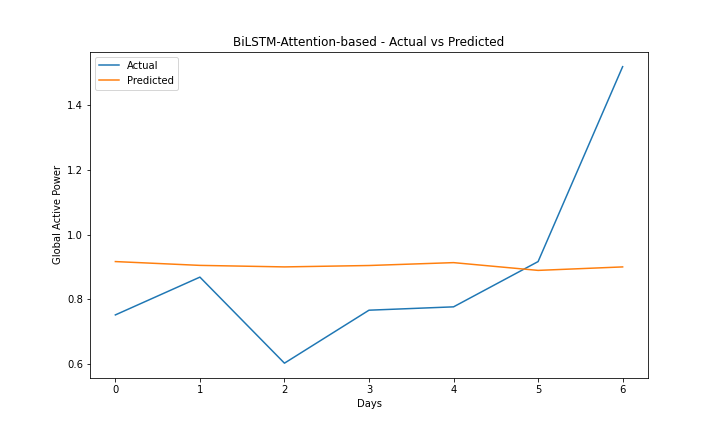 BiLSTM-Attention-based - Actual vs Predicted
Actual
Predicted
Global Active Power
1.4
1.2
1.0
0.8
0.6
0
1
2
3
4
5
6
Days